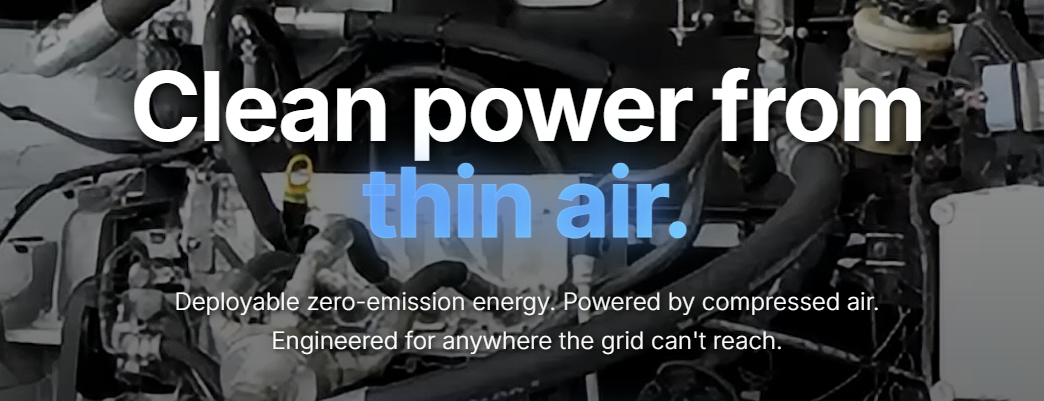 Clean power from
thin air.
Deployable zero-emission energy. Powered by compressed air.
Engineered for anywhere the grid can't reach.